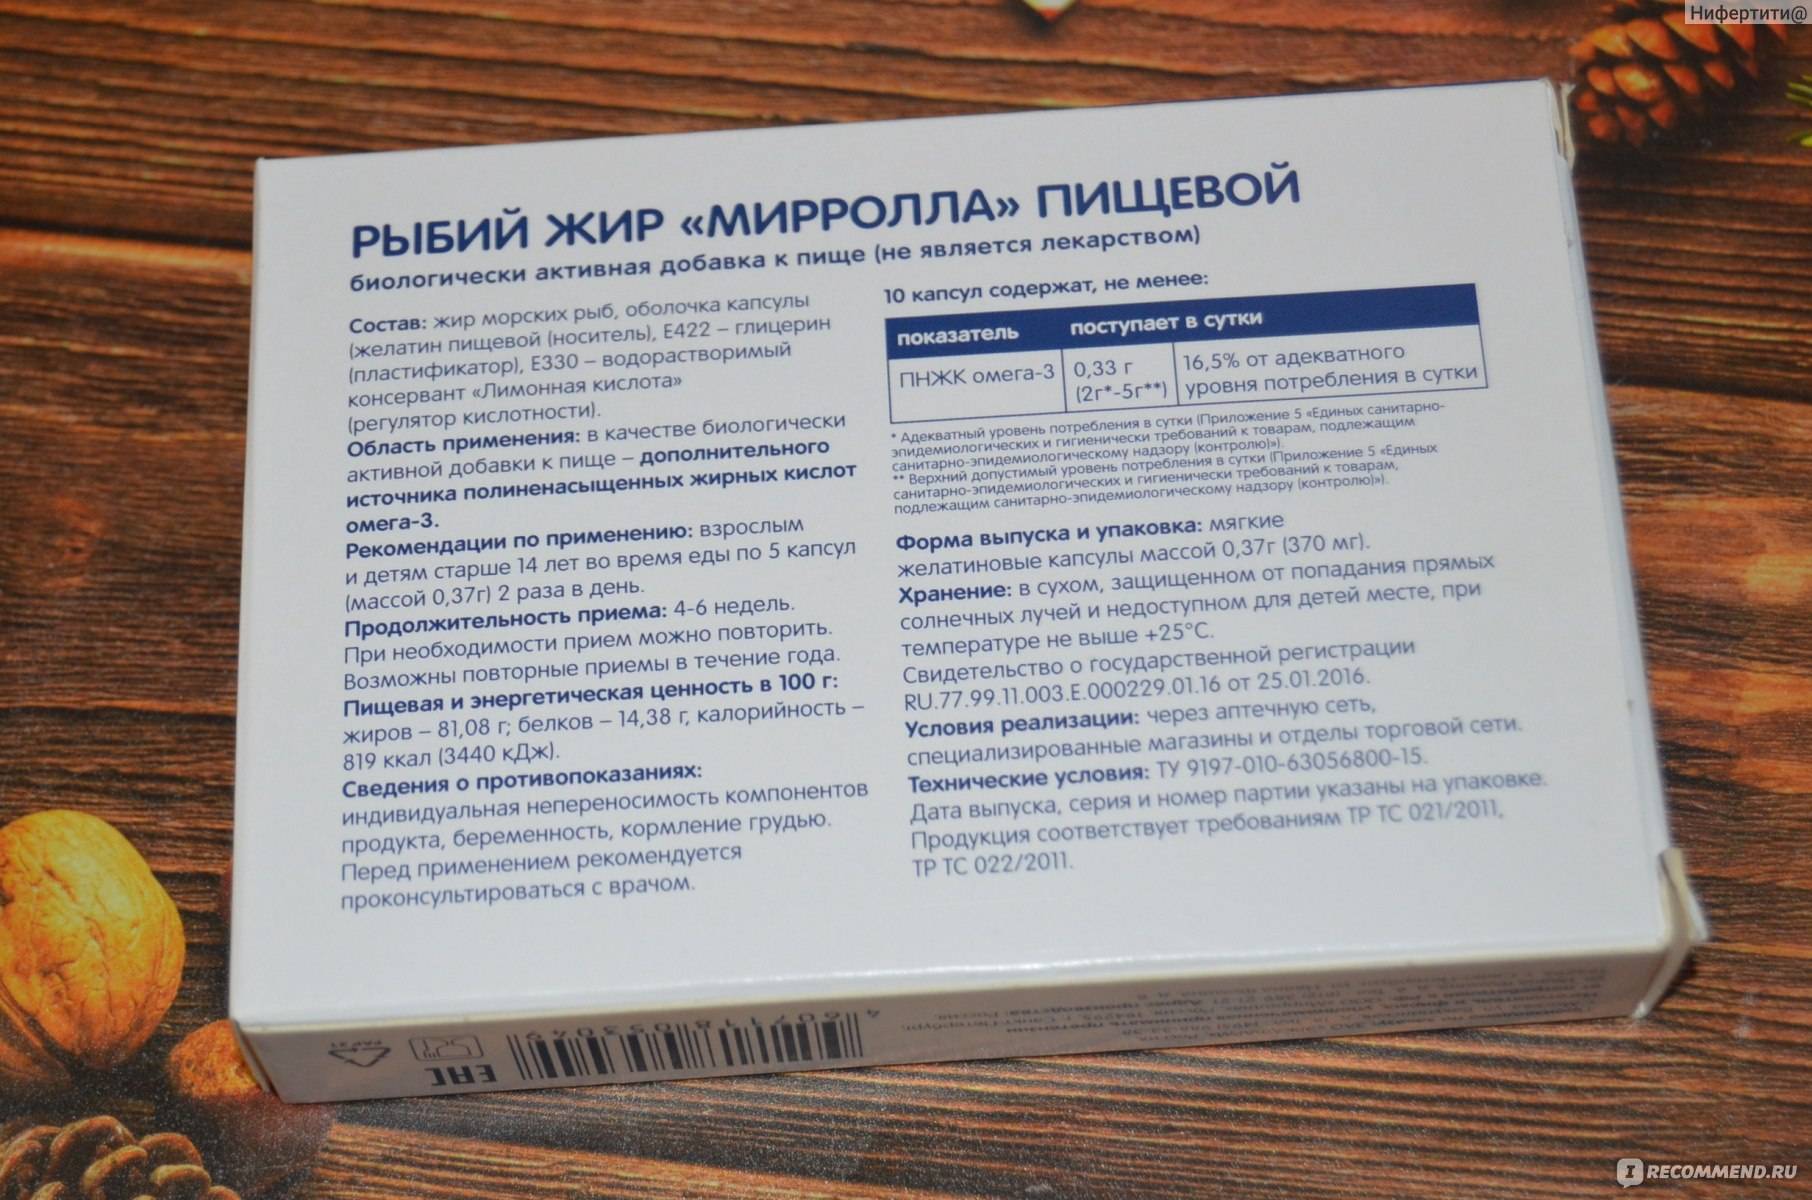 Нифертити@
РЫБИЙ ЖИР «МИРРОЛЛА» ПИЩЕВОЙ
биологически активная добавка к пище (не является лекарством)
Состав: жир морских рыб, оболочка капсулы
(желатин пищевой (носитель), Е422 – глицерин
(пластификатор), Е330 – водорастворимый
консервант «Лимонная кислота»
(регулятор кислотности).
Область применения: в качестве биологически
активной добавки к пище – дополнительного
источника полиненасыщенных жирных кислот
омега-3.
Рекомендации по применению: взрослым
и детям старше 14 лет во время еды по 5 капсул
(массой 0,37г) 2 раза в день.
Продолжительность приема: 4-6 недель.
При необходимости прием можно повторить.
Возможны повторные приемы в течение года.
Пищевая и энергетическая ценность в 100 г:
жиров – 81,08 г; белков – 14,38 г, калорийность –
819 ккал (3440 кДж).
Сведения о противопоказаниях:
индивидуальная непереносимость компонентов
продукта, беременность, кормление грудью.
Перед применением рекомендуется
проконсультироваться с врачом.
10 капсул содержат, не менее:
показатель поступает в сутки
ПНЖК омега-3 0,33 г 16,5% от адекватного
(2г*-5г**) уровня потребления в сутки
* Адекватный уровень потребления в сутки (Приложение 5 «Единых санитарно-
эпидемиологических и гигиенически требований к товарам, подлежащим
санитарно-эпидемиологическому надзору (контролю)»).
** Верхний допустимый уровень потребления в сутки (Приложение 5 «Единых
санитарно-эпидемиологических и гигиенически требований к товарам,
подлежащим санитарно-эпидемиологическому надзору (контролю)»).
Форма выпуска и упаковка: мягкие
желатиновые капсулы массой 0,37г (370 мг).
Хранение: в сухом, защищенном от попадания прямых
солнечных лучей и недоступном для детей месте, при
температуре не выше +25°С.
Свидетельство о государственной регистрации
RU.77.99.11.003.Е.000229.01.16 от 25.01.2016.
Условия реализации: через аптечную сеть,
специализированные магазины и отделы торговой сети.
Технические условия: ТУ 9197-010-63056800-15.
Дата выпуска, серия и номер партии указаны на упаковке.
Продукция соответствует требованиям ТР ТС 021/2011,
ТР ТС 022/2011.
4 607118 053049
EAC
PAP21
IRECOMMEND.RU